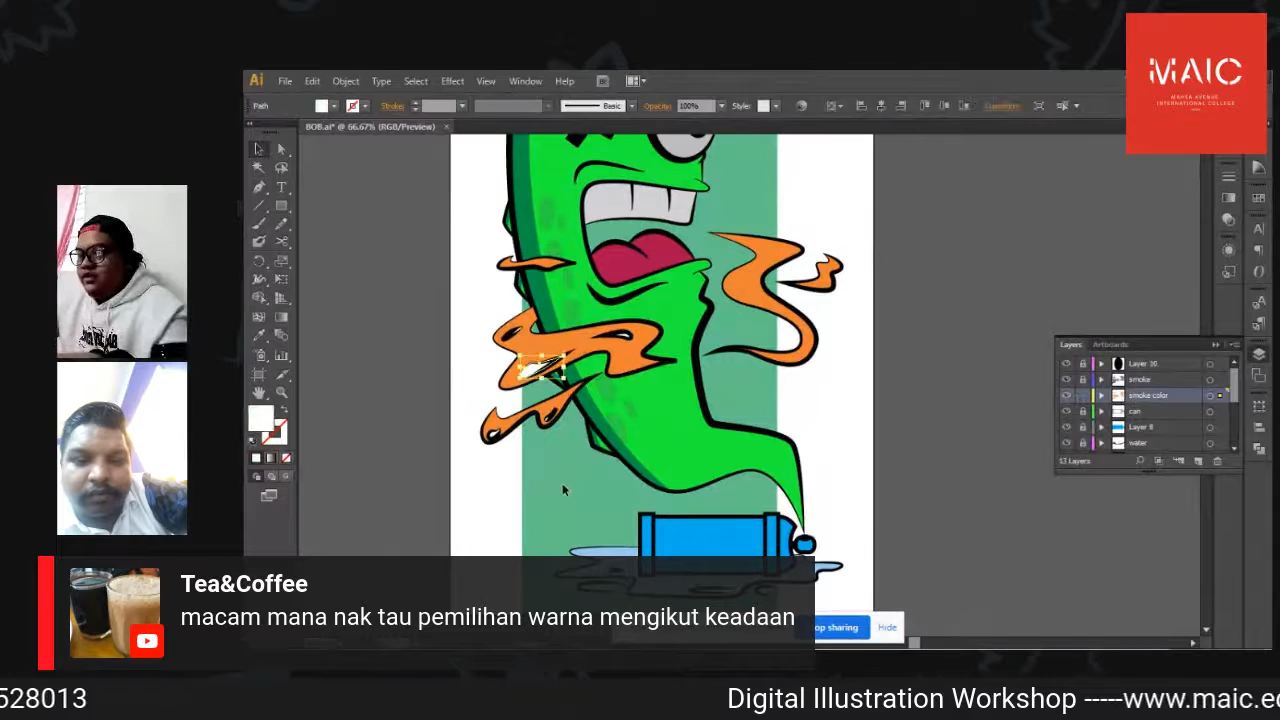 MAIC
MAHSA AVENUE
INTERNATIONAL COLLEGE
Ai File Edit Object Type Select Effect View Window Help
Path Stroke: Basic Opacity: 100% Style:
BOB.ai* @ 66.67% (RGB/Preview) ×
Layers Artboards
Layer 16
smoke
smoke color
can
Layer 8
water
13 Layers
Tea&Coffee
macam mana nak tau pemilihan warna mengikut keadaan
op sharing Hide
528013 Digital Illustration Workshop -----www.maic.ec